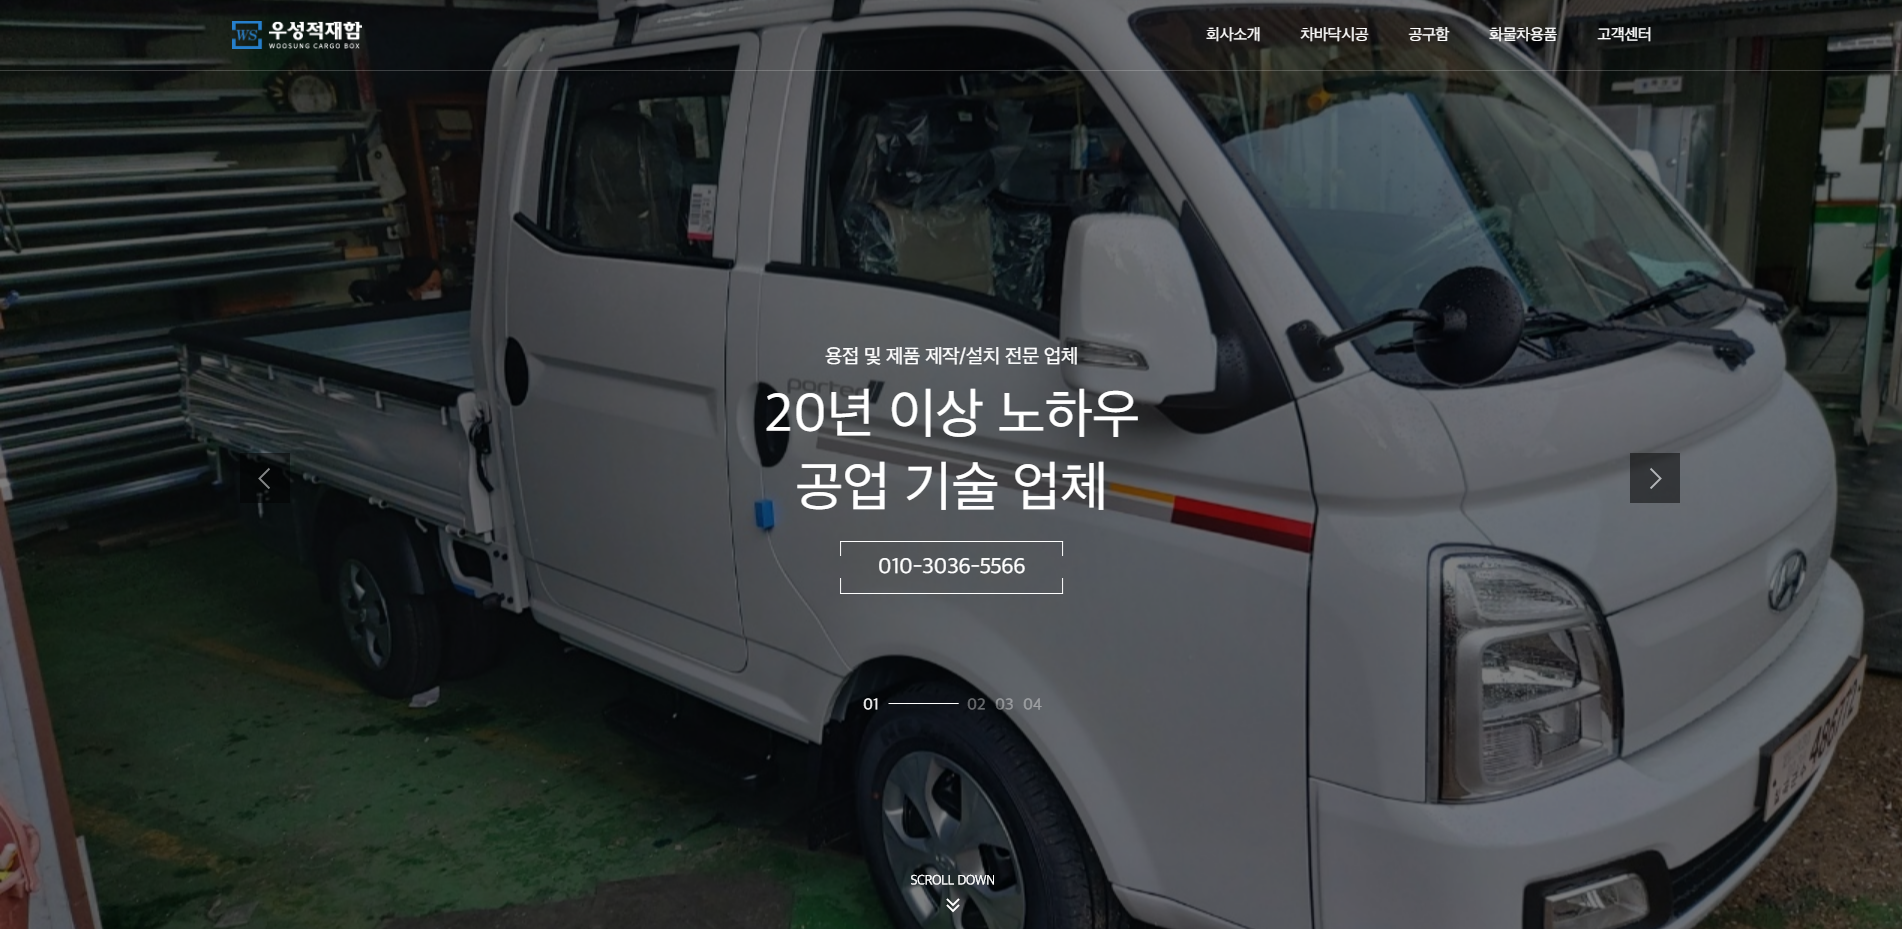 WS 우성적재함
WOOSUNG CARGO BOX
회사소개 차바닥시공 공구함 화물차용품 고객센터
용접 및 제품 제작/설치 전문 업체
porter II
20년 이상 노하우
공업 기술 업체
010-3036-5566
01 02 03 04
SCROLL DOWN